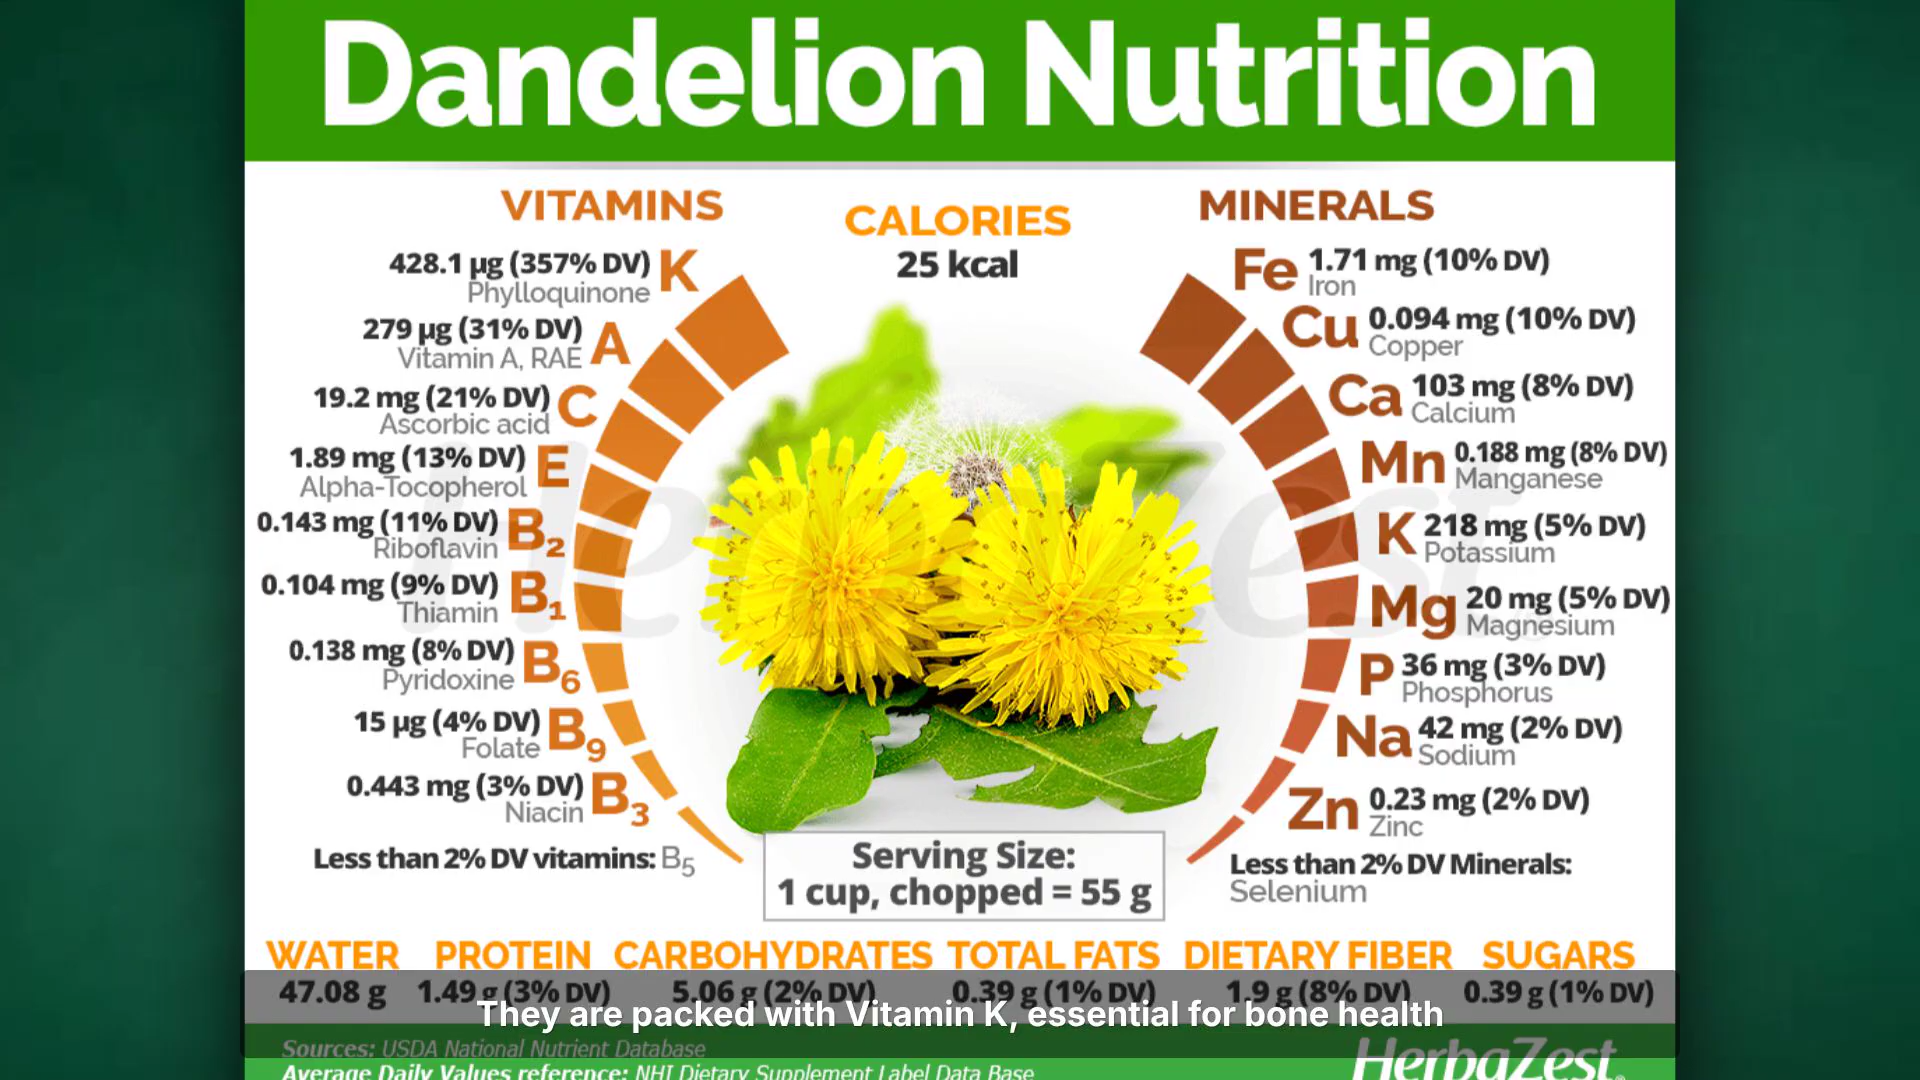 Dandelion Nutrition
VITAMINS
428.1 µg (357% DV) K
Phylloquinone
279 µg (31% DV) A
Vitamin A, RAE
19.2 mg (21% DV) C
Ascorbic acid
1.89 mg (13% DV) E
Alpha-Tocopherol
0.143 mg (11% DV) B2
Riboflavin
0.104 mg (9% DV) B1
Thiamin
0.138 mg (8% DV) B6
Pyridoxine
15 µg (4% DV) B9
Folate
0.443 mg (3% DV) B3
Niacin
Less than 2% DV vitamins: B5
CALORIES
25 kcal
HerbaZest
Serving Size:
1 cup, chopped = 55 g
MINERALS
Fe 1.71 mg (10% DV)
Iron
Cu 0.094 mg (10% DV)
Copper
Ca 103 mg (8% DV)
Calcium
Mn 0.188 mg (8% DV)
Manganese
K 218 mg (5% DV)
Potassium
Mg 20 mg (5% DV)
Magnesium
P 36 mg (3% DV)
Phosphorus
Na 42 mg (2% DV)
Sodium
Zn 0.23 mg (2% DV)
Zinc
Less than 2% DV Minerals:
Selenium
WATER PROTEIN CARBOHYDRATES TOTAL FATS DIETARY FIBER SUGARS
47.08 g 1.49 g (3% DV) 5.06 g (2% DV) 0.39 g (1% DV) 1.9 g (8% DV) 0.39 g (1% DV)
They are packed with Vitamin K, essential for bone health
Sources: USDA National Nutrient Database
Average Daily Values reference: NHI Dietary Supplement Label Data Base
HerbaZest®